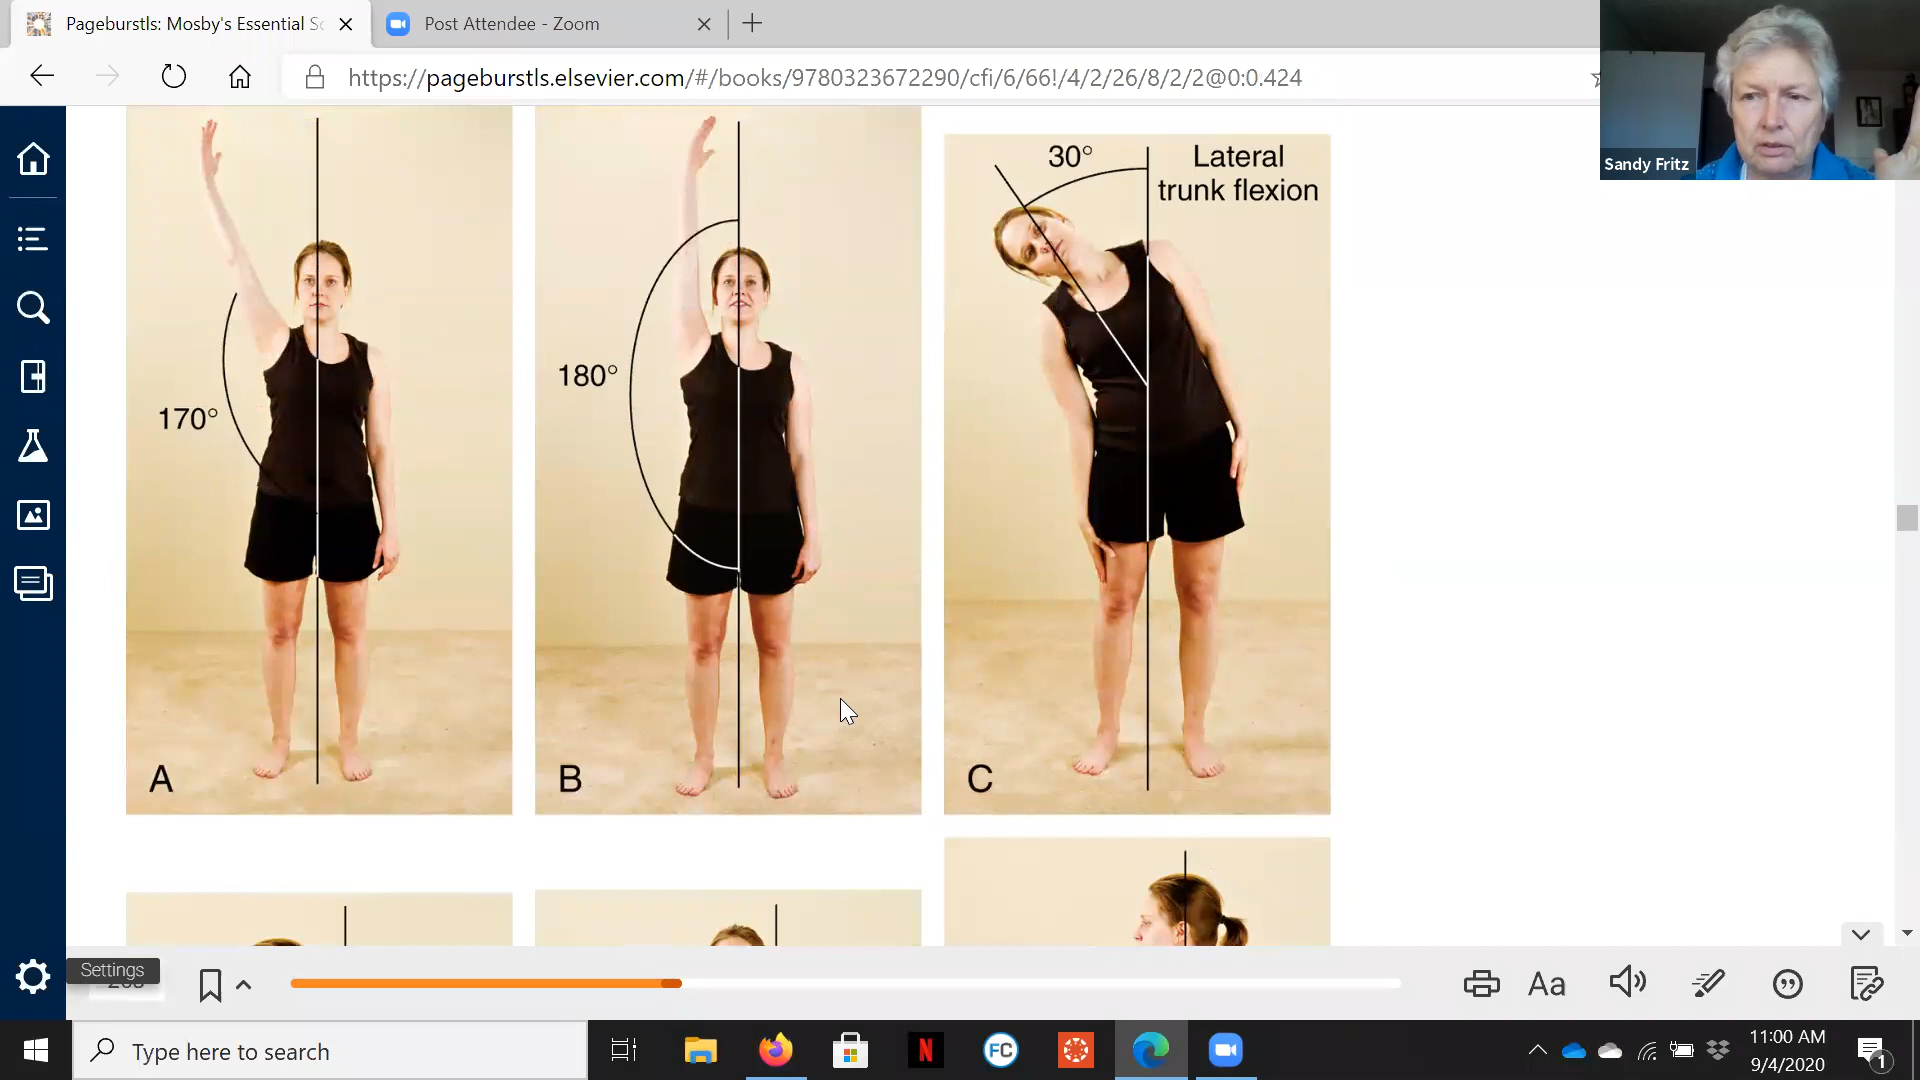 Pageburstls: Mosby's Essential Sc
Post Attendee - Zoom
https://pageburstls.elsevier.com/#/books/9780323672290/cfi/6/66!/4/2/26/8/2/2@0:0.424
Sandy Fritz
170°
A
180°
B
30°
Lateral
trunk flexion
C
Settings
Aa
Type here to search
N
FC
11:00 AM
9/4/2020
1